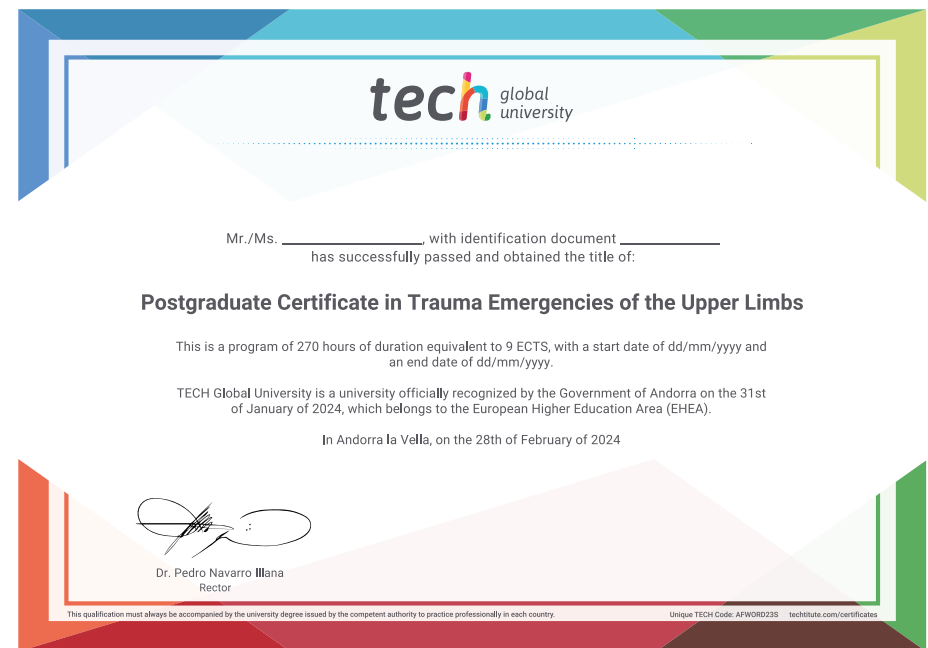 tech global
university
Mr./Ms. ________________, with identification document ____________
has successfully passed and obtained the title of:
Postgraduate Certificate in Trauma Emergencies of the Upper Limbs
This is a program of 270 hours of duration equivalent to 9 ECTS, with a start date of dd/mm/yyyy and
an end date of dd/mm/yyyy.
TECH Global University is a university officially recognized by the Government of Andorra on the 31st
of January of 2024, which belongs to the European Higher Education Area (EHEA).
In Andorra la Vella, on the 28th of February of 2024
Dr. Pedro Navarro Illana
Rector
This qualification must always be accompanied by the university degree issued by the competent authority to practice professionally in each country.
Unique TECH Code: AFWORD23S techtitute.com/certificates